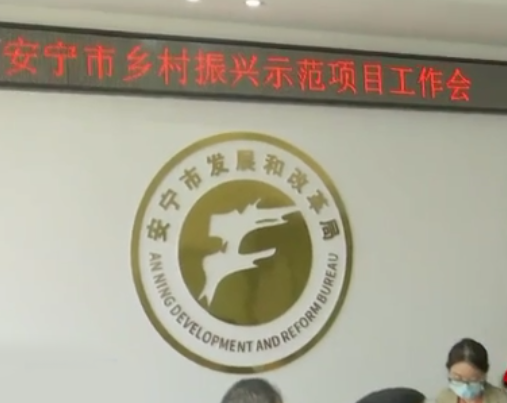 安宁市乡村振兴示范项目工作会
安宁市发展和改革局
AN NING DEVELOPMENT AND REFORM BUREAU